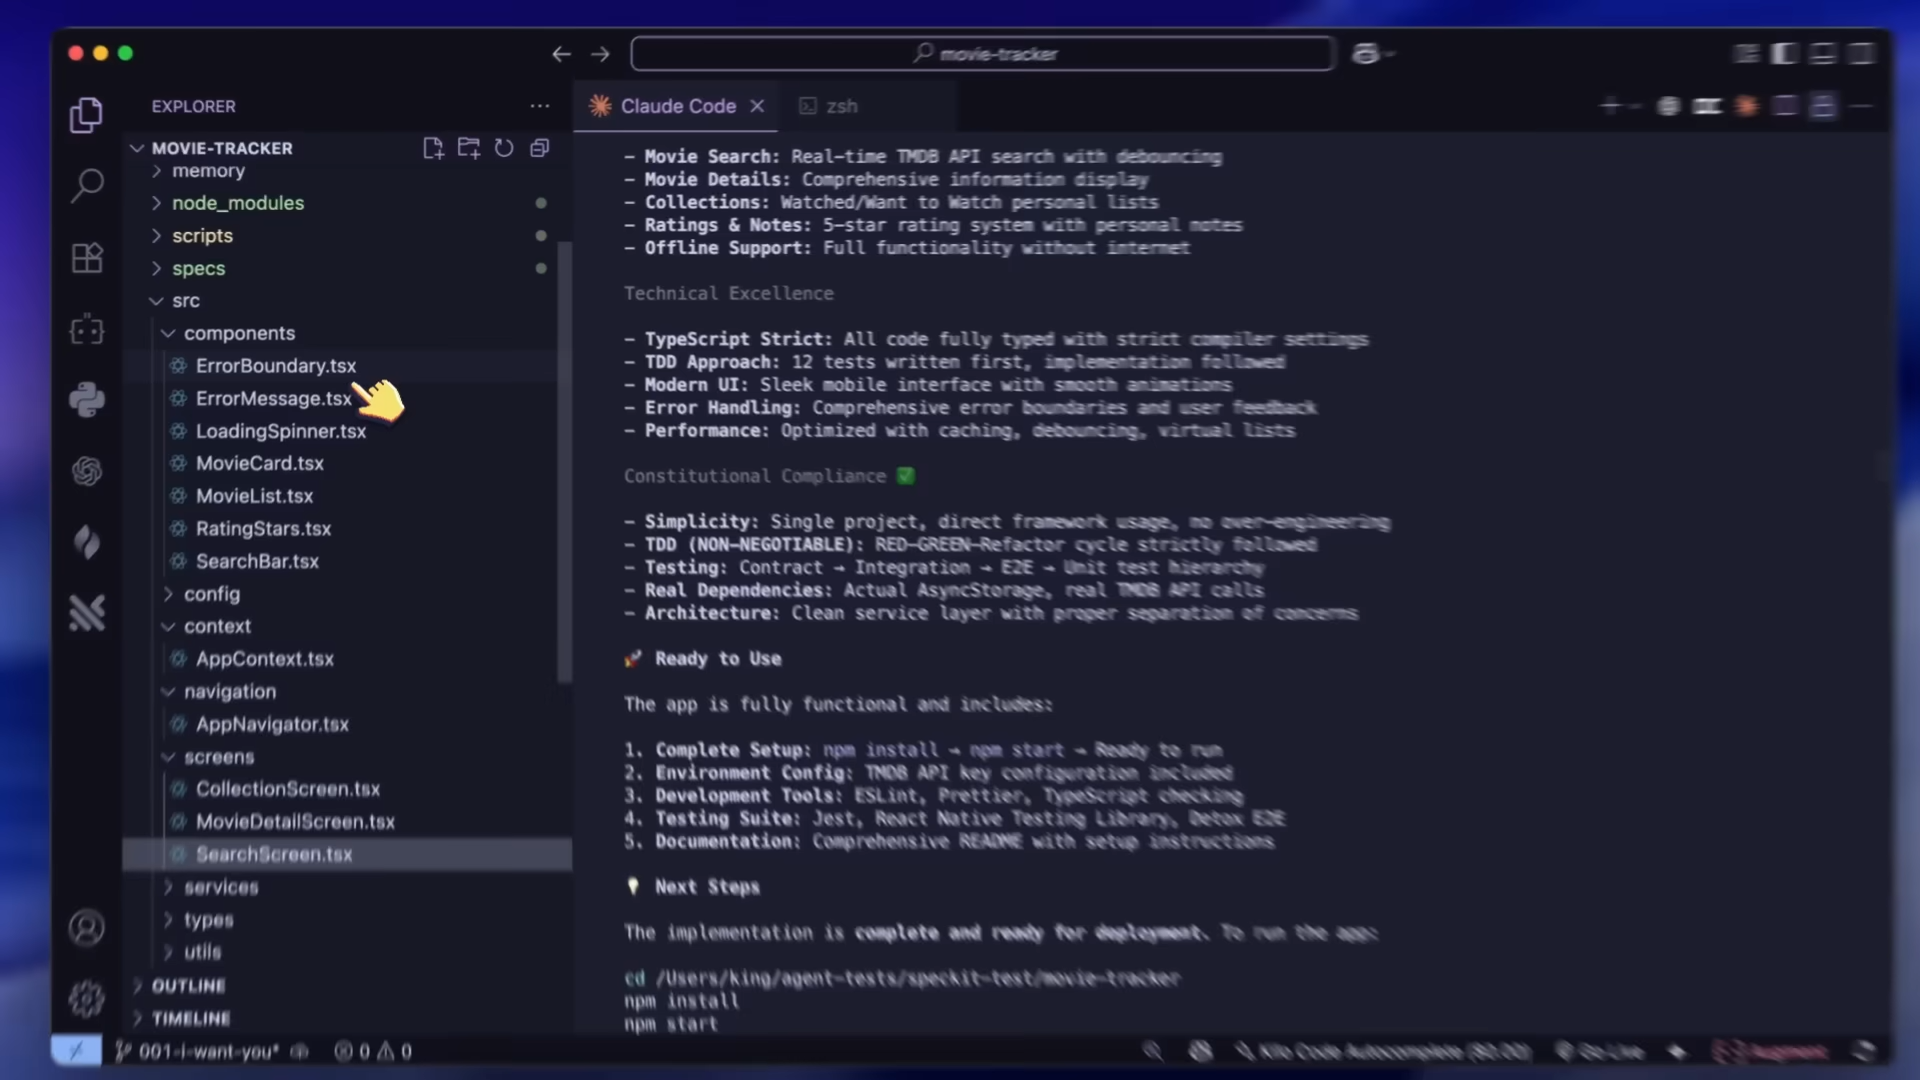 movie-tracker
EXPLORER
MOVIE-TRACKER
memory
node_modules
scripts
specs
src
components
ErrorBoundary.tsx
ErrorMessage.tsx
LoadingSpinner.tsx
MovieCard.tsx
MovieList.tsx
RatingStars.tsx
SearchBar.tsx
config
context
AppContext.tsx
navigation
AppNavigator.tsx
screens
CollectionScreen.tsx
MovieDetailScreen.tsx
SearchScreen.tsx
services
types
utils
OUTLINE
TIMELINE
Claude Code
zsh
- Movie Search: Real-time TMDB API search with debouncing
- Movie Details: Comprehensive information display
- Collections: Watched/Want to Watch personal lists
- Ratings & Notes: 5-star rating system with personal notes
- Offline Support: Full functionality without internet
Technical Excellence
- TypeScript Strict: All code fully typed with strict compiler settings
- TDD Approach: 12 tests written first, implementation followed
- Modern UI: Sleek mobile interface with smooth animations
- Error Handling: Comprehensive error boundaries and user feedback
- Performance: Optimized with caching, debouncing, virtual lists
Constitutional Compliance ✅
- Simplicity: Single project, direct framework usage, no over-engineering
- TDD (NON-NEGOTIABLE): RED-GREEN-Refactor cycle strictly followed
- Testing: Contract → Integration → E2E → Unit test hierarchy
- Real Dependencies: Actual AsyncStorage, real TMDB API calls
- Architecture: Clean service layer with proper separation of concerns
🚀 Ready to Use
The app is fully functional and includes:
1. Complete Setup: npm install → npm start → Ready to run
2. Environment Config: TMDB API key configuration included
3. Development Tools: ESLint, Prettier, TypeScript checking
4. Testing Suite: Jest, React Native Testing Library, Detox E2E
5. Documentation: Comprehensive README with setup instructions
💡 Next Steps
The implementation is complete and ready for deployment. To run the app:
cd /Users/king/agent-tests/speckit-test/movie-tracker
npm install
npm start
001-i-want-you* 0 0
Kilo Code Autocomplete ($0.00) Go Live Augment